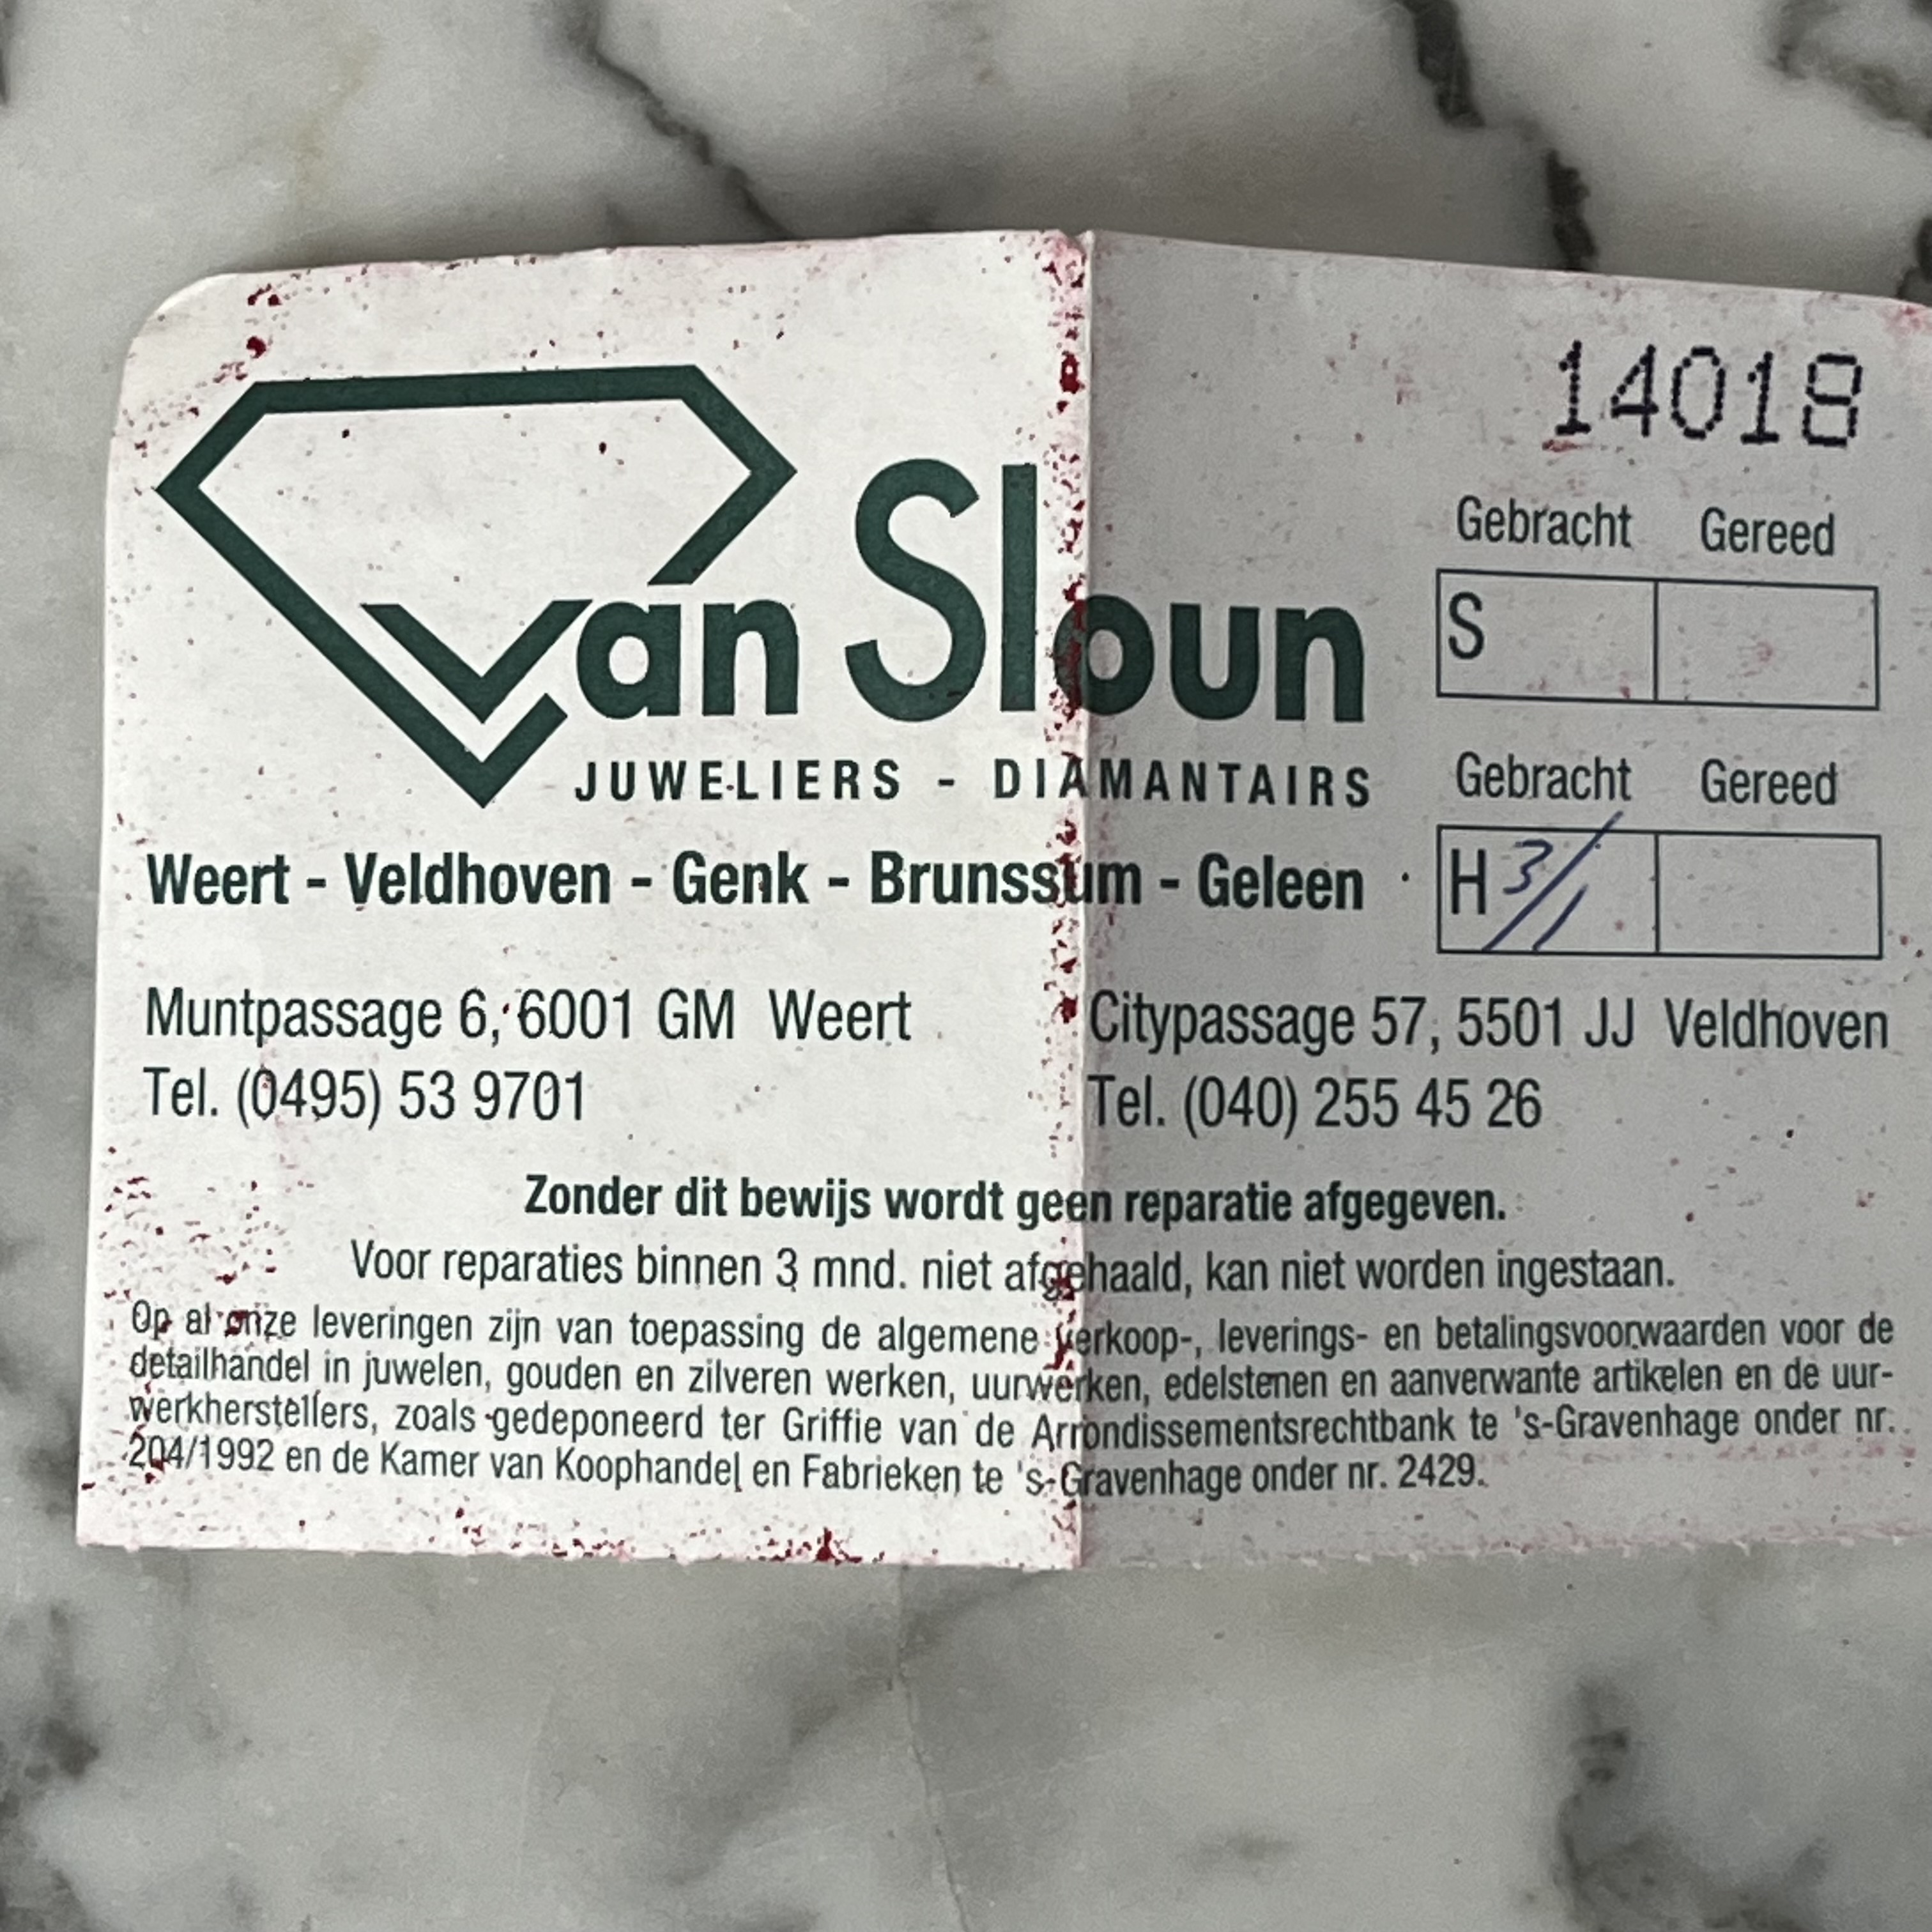 14018
van Sloun
JUWELIERS - DIAMANTAIRS
Weert - Veldhoven - Genk - Brunssum - Geleen
Gebracht Gereed
S
Gebracht Gereed
H 3/1
Muntpassage 6, 6001 GM Weert
Tel. (0495) 53 9701
Citypassage 57, 5501 JJ Veldhoven
Tel. (040) 255 45 26
Zonder dit bewijs wordt geen reparatie afgegeven.
Voor reparaties binnen 3 mnd. niet afgehaald, kan niet worden ingestaan.
Op al onze leveringen zijn van toepassing de algemene verkoop-, leverings- en betalingsvoorwaarden voor de
detailhandel in juwelen, gouden en zilveren werken, uurwerken, edelstenen en aanverwante artikelen en de uur-
werkherstellers, zoals gedeponeerd ter Griffie van de Arrondissementsrechtbank te 's-Gravenhage onder nr.
204/1992 en de Kamer van Koophandel en Fabrieken te 's-Gravenhage onder nr. 2429.